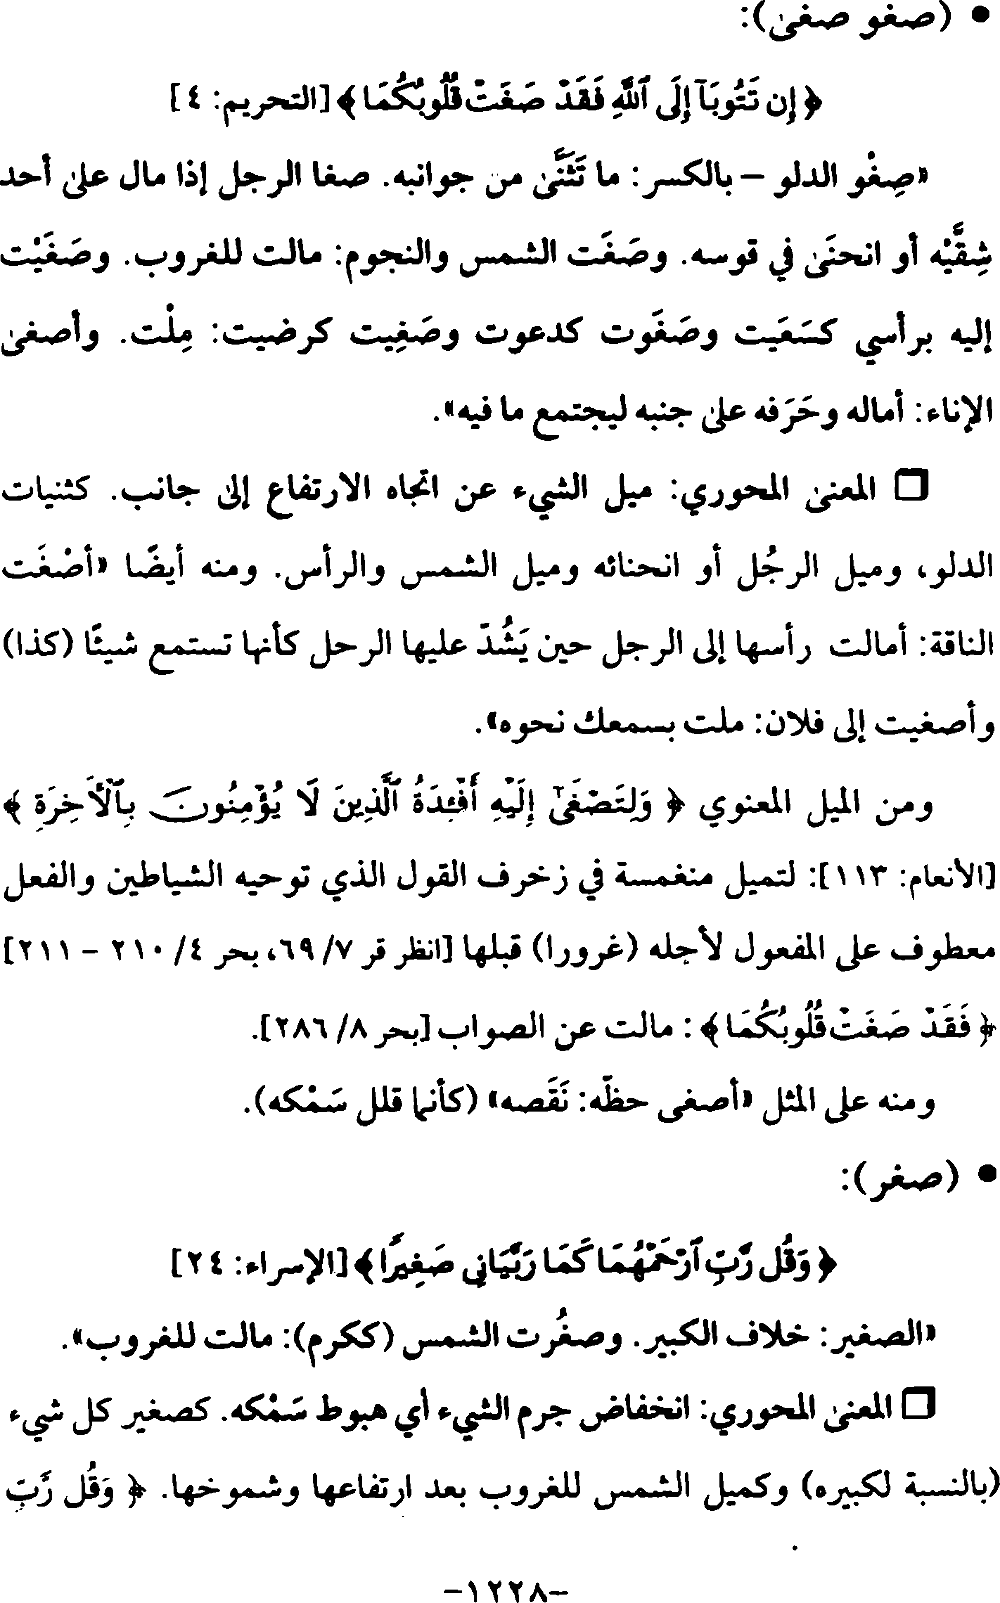 • (صغو صغى):
﴿ إِن تَتُوبَآ إِلَى ٱللَّهِ فَقَدْ صَغَتْ قُلُوبُكُمَا ﴾ [التحريم: ٤]
«صِغْو الدلو – بالكسر: ما تَثَنَّى من جوانبه. صغا الرجل إذا مال على أحد
شِقَّيْه أو انحنَى في قوسه. وصَغَت الشمس والنجوم: مالت للغروب. وصَغَيْت
إليه برأسي كسَعَيت وصَغَوت كدعوت وصَغِيت كرضيت: مِلْت. وأصغى
الإناء: أماله وحَرَفه على جنبه ليجتمع ما فيه».
□ المعنى المحوري: ميل الشيء عن اتجاه الارتفاع إلى جانب. كثنيات
الدلو، وميل الرجُل أو انحنائه وميل الشمس والرأس. ومنه أيضًا «أصْغَت
الناقة: أمالت رأسها إلى الرجل حين يَشُدّ عليها الرحل كأنها تستمع شيئًا (كذا)
وأصغيت إلى فلان: ملت بسمعك نحوه».
ومن الميل المعنوي ﴿ وَلِتَصْغَىٰٓ إِلَيْهِ أَفْـِٔدَةُ ٱلَّذِينَ لَا يُؤْمِنُونَ بِٱلْأَخِرَةِ ﴾
[الأنعام: ١١٣]: لتميل منغمسة في زخرف القول الذي توحيه الشياطين والفعل
معطوف على المفعول لأجله (غرورا) قبلها [انظر قر ٧/ ٦٩، بحر ٤/ ٢١٠ – ٢١١]
﴿ فَقَدْ صَغَتْ قُلُوبُكُمَا ﴾: مالت عن الصواب [بحر ٨/ ٢٨٦].
ومنه على المثل «أصغى حظّه: نَقَصه» (كأنما قلل سَمْكه).
• (صغر):
﴿ وَقُل رَّبِّ ٱرْحَمْهُمَا كَمَا رَبَّيَانِي صَغِيرًا ﴾ [الإسراء: ٢٤]
«الصغير: خلاف الكبير. وصغُرت الشمس (ككرم): مالت للغروب».
□ المعنى المحوري: انخفاض جرم الشيء أي هبوط سَمْكه. كصغير كل شيء
(بالنسبة لكبيره) وكميل الشمس للغروب بعد ارتفاعها وشموخها. ﴿ وَقُل رَّبِّ
–١٢٢٨–